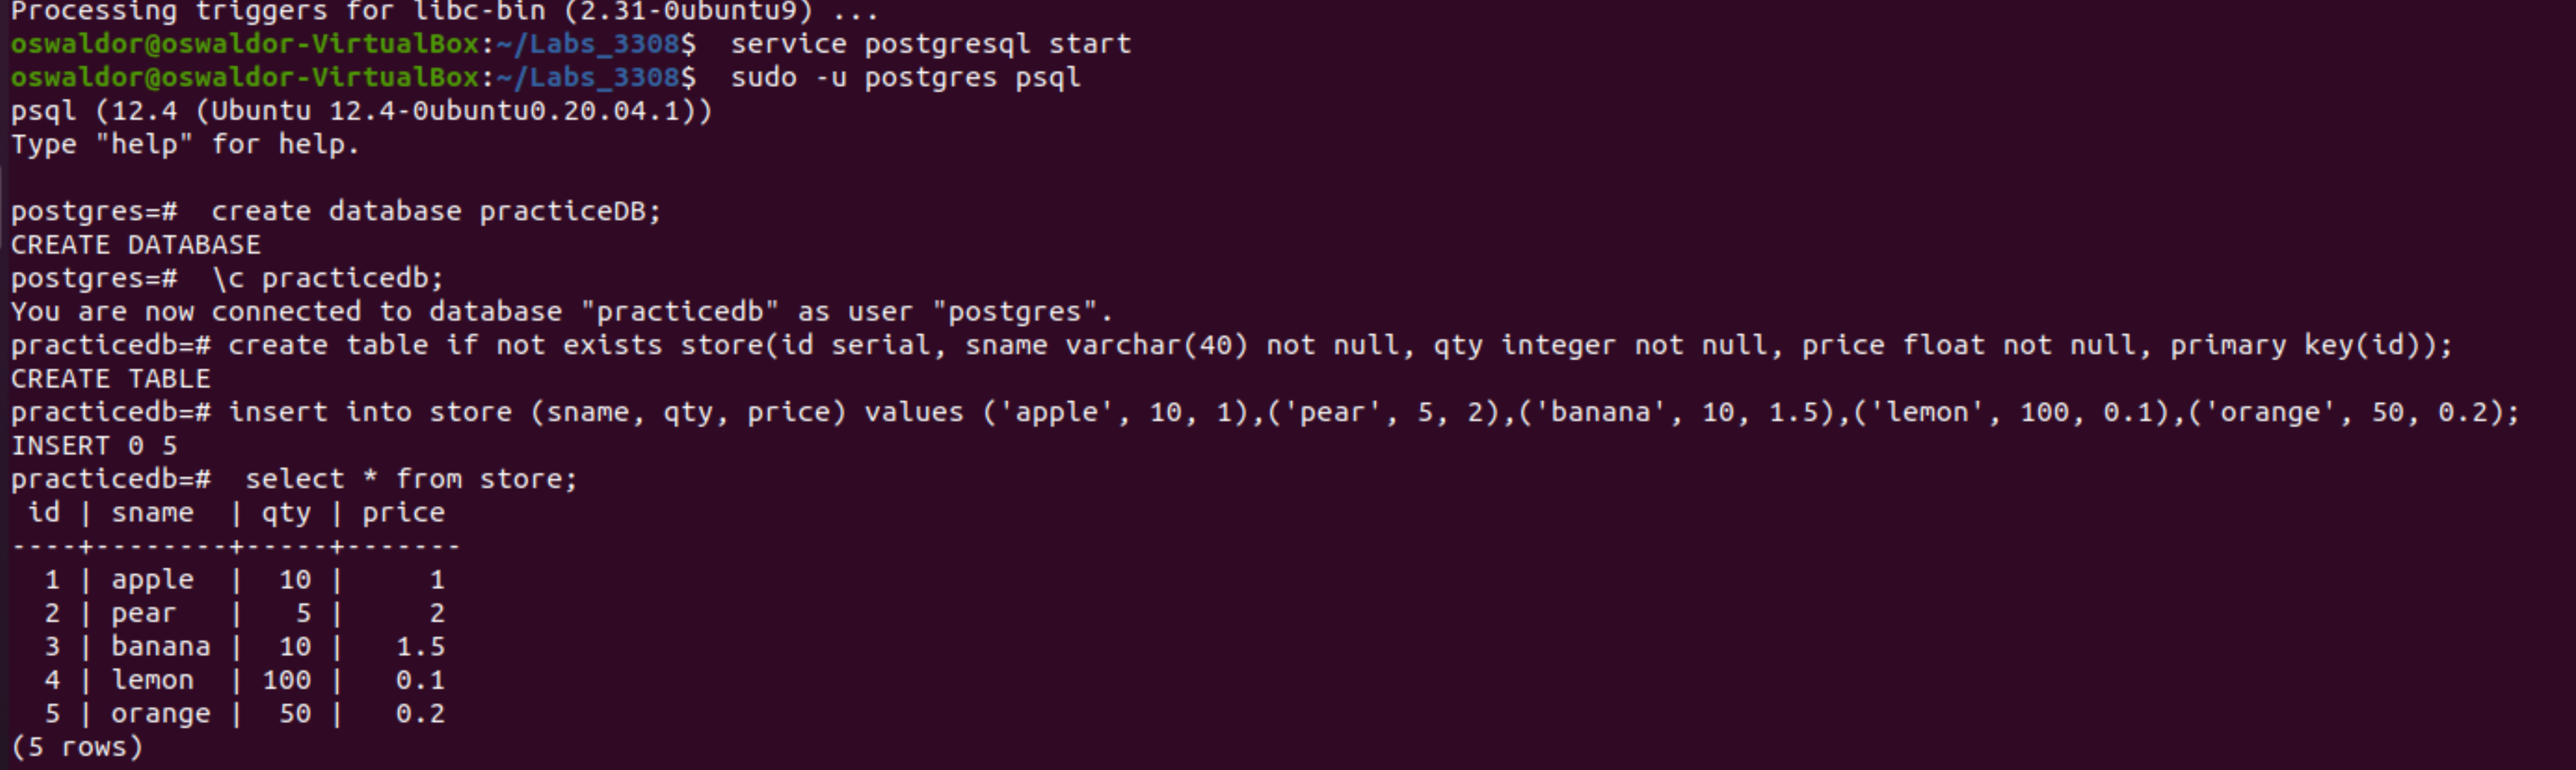 Processing triggers for libc-bin (2.31-0ubuntu9) ...
oswaldor@oswaldor-VirtualBox:~/Labs_3308$  service postgresql start
oswaldor@oswaldor-VirtualBox:~/Labs_3308$  sudo -u postgres psql
psql (12.4 (Ubuntu 12.4-0ubuntu0.20.04.1))
Type "help" for help.

postgres=#  create database practiceDB;
CREATE DATABASE
postgres=#  \c practicedb;
You are now connected to database "practicedb" as user "postgres".
practicedb=# create table if not exists store(id serial, sname varchar(40) not null, qty integer not null, price float not null, primary key(id));
CREATE TABLE
practicedb=# insert into store (sname, qty, price) values ('apple', 10, 1),('pear', 5, 2),('banana', 10, 1.5),('lemon', 100, 0.1),('orange', 50, 0.2);
INSERT 0 5
practicedb=#  select * from store;
 id | sname  | qty | price
----+--------+-----+-------
  1 | apple  |  10 |     1
  2 | pear   |   5 |     2
  3 | banana |  10 |   1.5
  4 | lemon  | 100 |   0.1
  5 | orange |  50 |   0.2
(5 rows)